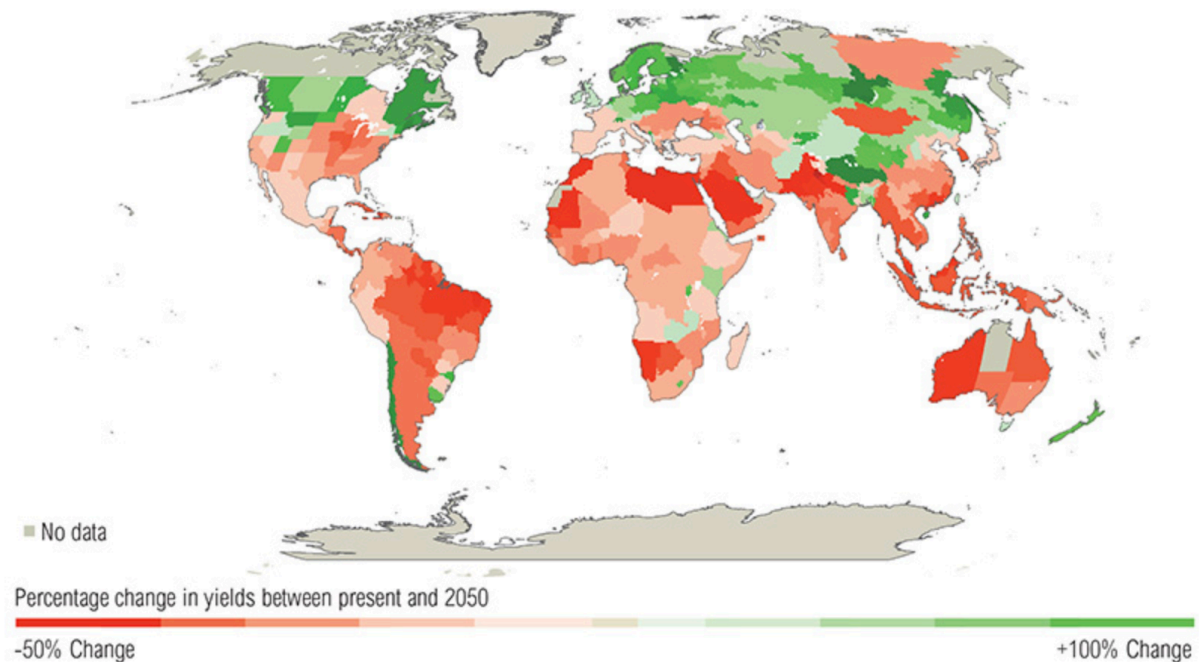 No data
Percentage change in yields between present and 2050
-50% Change
+100% Change